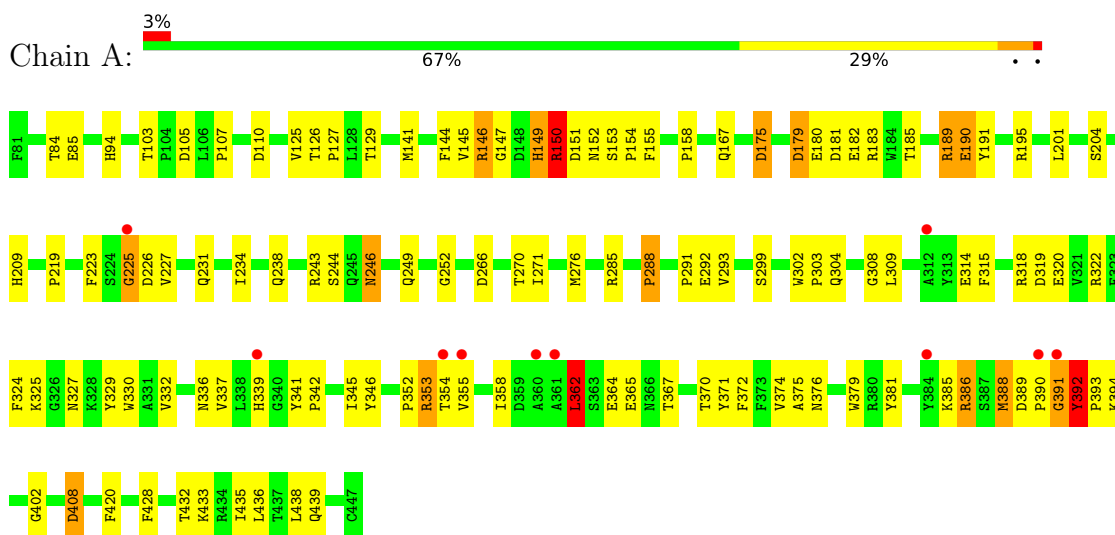 3%
Chain A:
67% 29% • •
F81 T84 E85 H94 T103 P104 D105 L106 P107 D110 V125 T126 P127 L128 T129 M141 F144 V145 R146 G147 D148 H149 R150 D151 N152 S153 P154 F155 P158 Q167 D175 D179 E180 D181 E182 R183 W184 T185 R189 E190 Y191 R195 L201 S204
H209 P219 F223 S224 G225 D226 V227 Q231 I234 Q238 R243 S244 Q245 N246 Q249 G252 D266 T270 I271 M276 R285 P288 P291 E292 V293 S299 W302 P303 Q304 G308 L309 A312 Y313 E314 F315 R318 D319 E320 V321 R322 E323
F324 K325 G326 N327 K328 Y329 W330 A331 V332 N336 V337 L338 H339 G340 Y341 P342 I345 Y346 P352 R353 T354 V355 I358 D359 A360 A361 L362 S363 E364 E365 N366 T367 T370 Y371 F372 F373 V374 A375 N376 W379 R380 Y381 Y384 K385 R386 S387 M388 D389 P390 G391 Y392 P393 K394
G402 D408 F420 F428 T432 K433 R434 I435 L436 T437 L438 Q439 C447